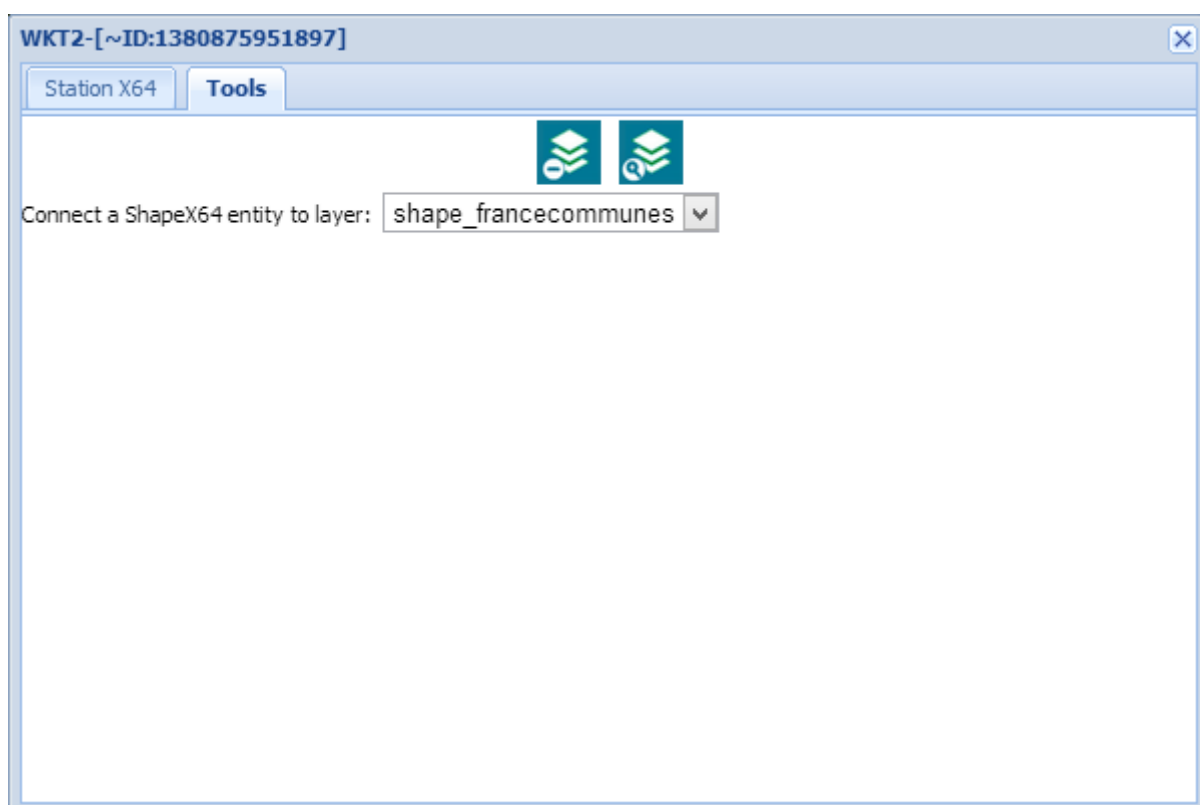 WKT2-[~ID:1380875951897]
Station X64 Tools
Connect a ShapeX64 entity to layer: shape_francecommunes